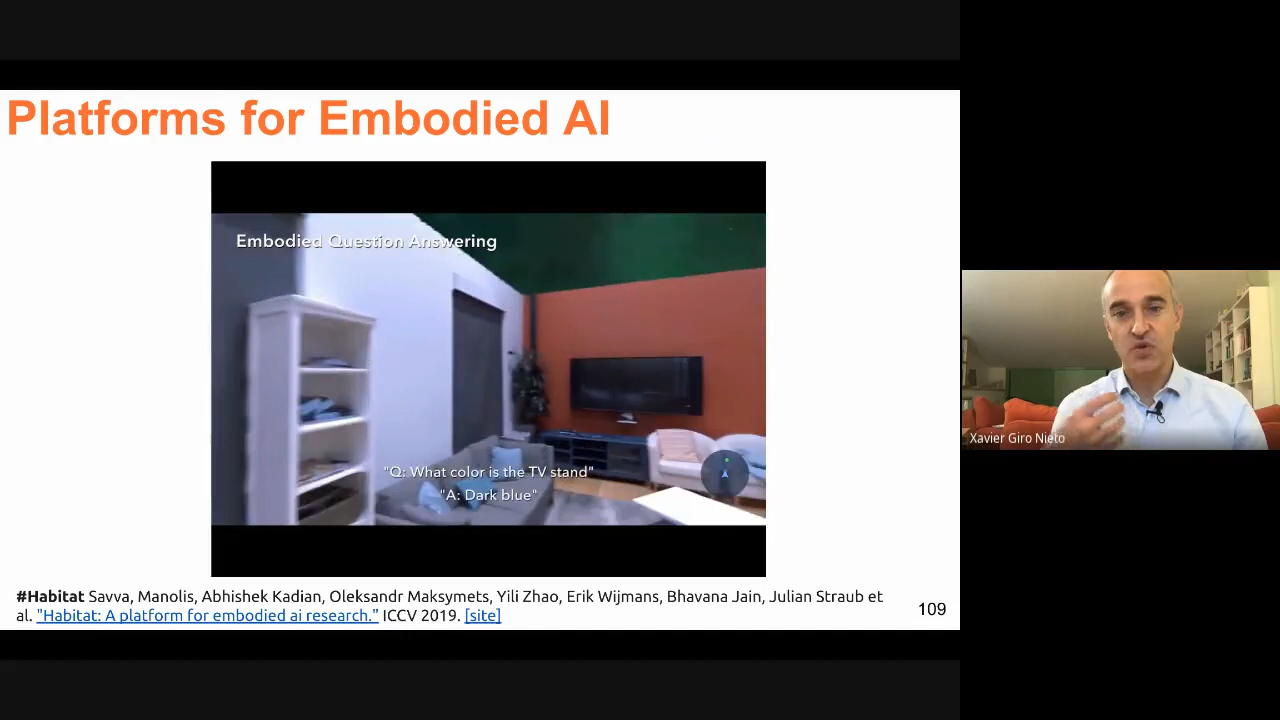 Platforms for Embodied AI
Embodied Question Answering
"Q: What color is the TV stand"
"A: Dark blue"
Xavier Giro Nieto
#Habitat Savva, Manolis, Abhishek Kadian, Oleksandr Maksymets, Yili Zhao, Erik Wijmans, Bhavana Jain, Julian Straub et
al. "Habitat: A platform for embodied ai research." ICCV 2019. [site]
109